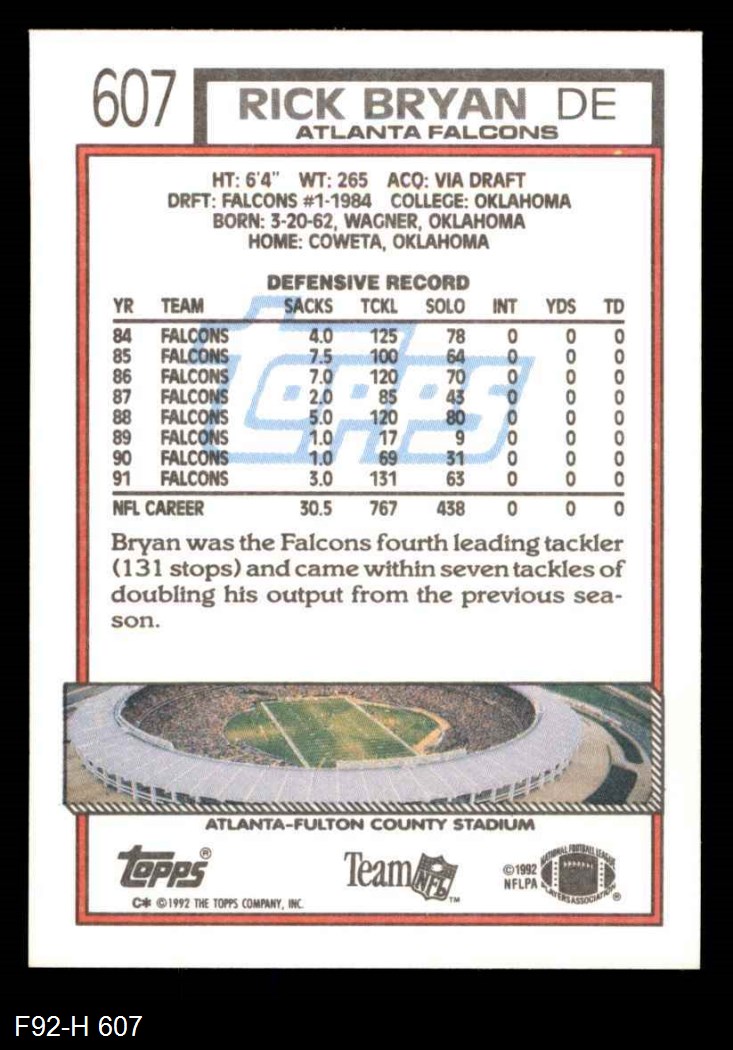 607
RICK BRYAN DE
ATLANTA FALCONS
HT: 6'4" WT: 265 ACQ: VIA DRAFT
DRFT: FALCONS #1-1984 COLLEGE: OKLAHOMA
BORN: 3-20-62, WAGNER, OKLAHOMA
HOME: COWETA, OKLAHOMA
DEFENSIVE RECORD
YR TEAM SACKS TCKL SOLO INT YDS TD
84 FALCONS 4.0 125 78 0 0 0
85 FALCONS 7.5 100 64 0 0 0
86 FALCONS 7.0 120 70 0 0 0
87 FALCONS 2.0 85 43 0 0 0
88 FALCONS 5.0 120 80 0 0 0
89 FALCONS 1.0 17 9 0 0 0
90 FALCONS 1.0 69 31 0 0 0
91 FALCONS 3.0 131 63 0 0 0
NFL CAREER 30.5 767 438 0 0 0
topps
Bryan was the Falcons fourth leading tackler
(131 stops) and came within seven tackles of
doubling his output from the previous sea-
son.
ATLANTA-FULTON COUNTY STADIUM
topps®
C* ©1992 THE TOPPS COMPANY, INC.
Team NFL™
©1992
NFLPA
NATIONAL FOOTBALL LEAGUE
PLAYERS ASSOCIATION®
F92-H 607